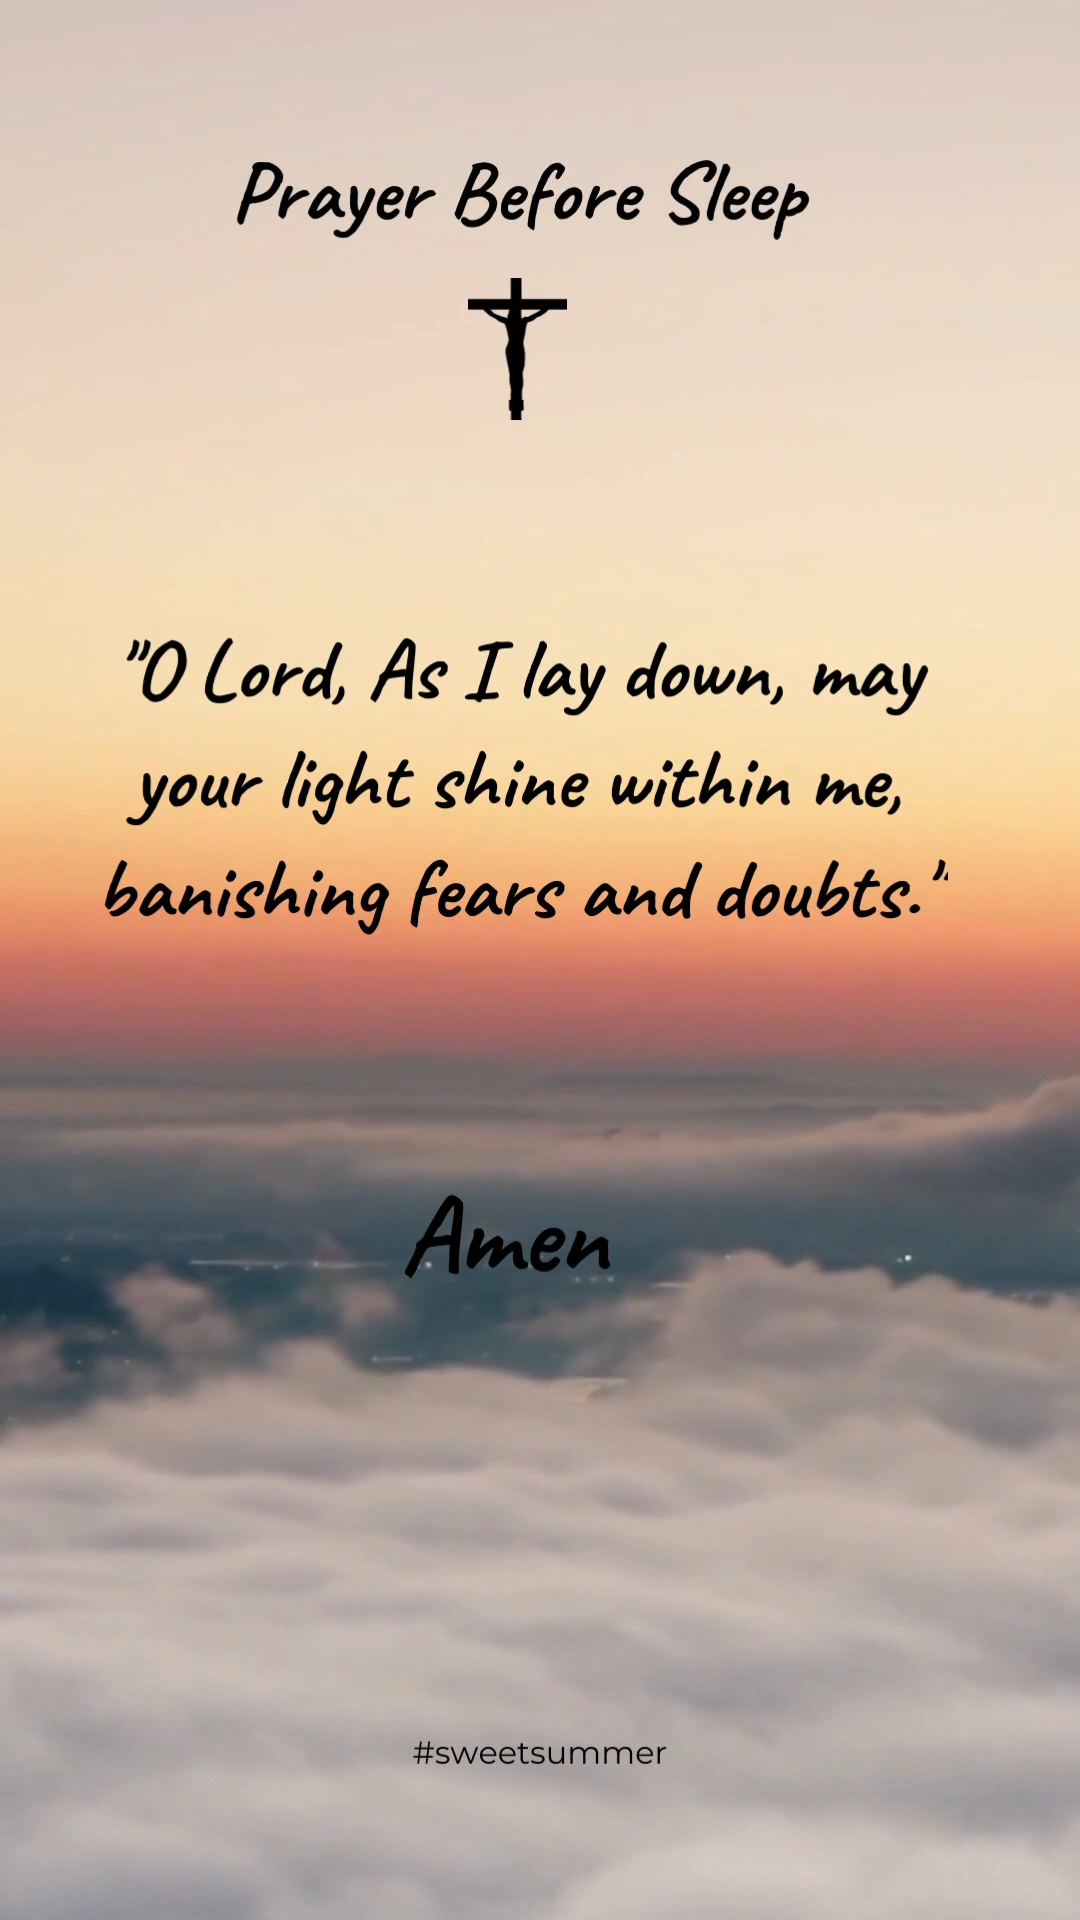 Prayer Before Sleep
"O Lord, As I lay down, may
your light shine within me,
banishing fears and doubts."
Amen
#sweetsummer